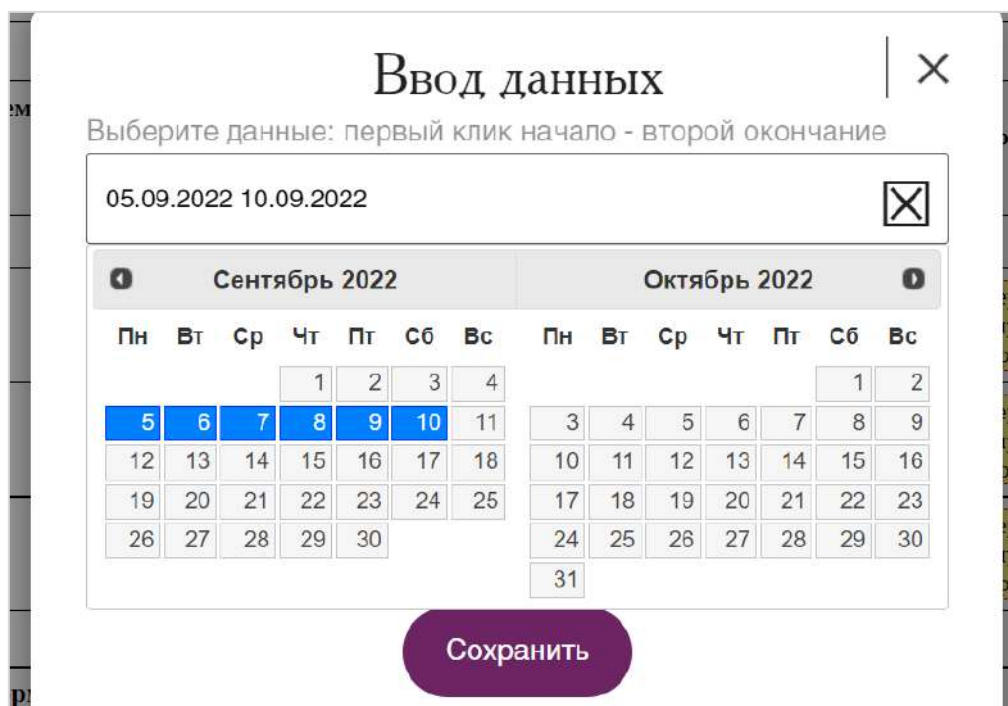 Ввод данных
Выберите данные: первый клик начало - второй окончание
05.09.2022 10.09.2022
Сентябрь 2022 Октябрь 2022
Пн Вт Ср Чт Пт Сб Вс Пн Вт Ср Чт Пт Сб Вс
1 2 3 4 1 2
5 6 7 8 9 10 11 3 4 5 6 7 8 9
12 13 14 15 16 17 18 10 11 12 13 14 15 16
19 20 21 22 23 24 25 17 18 19 20 21 22 23
26 27 28 29 30 24 25 26 27 28 29 30
31
Сохранить